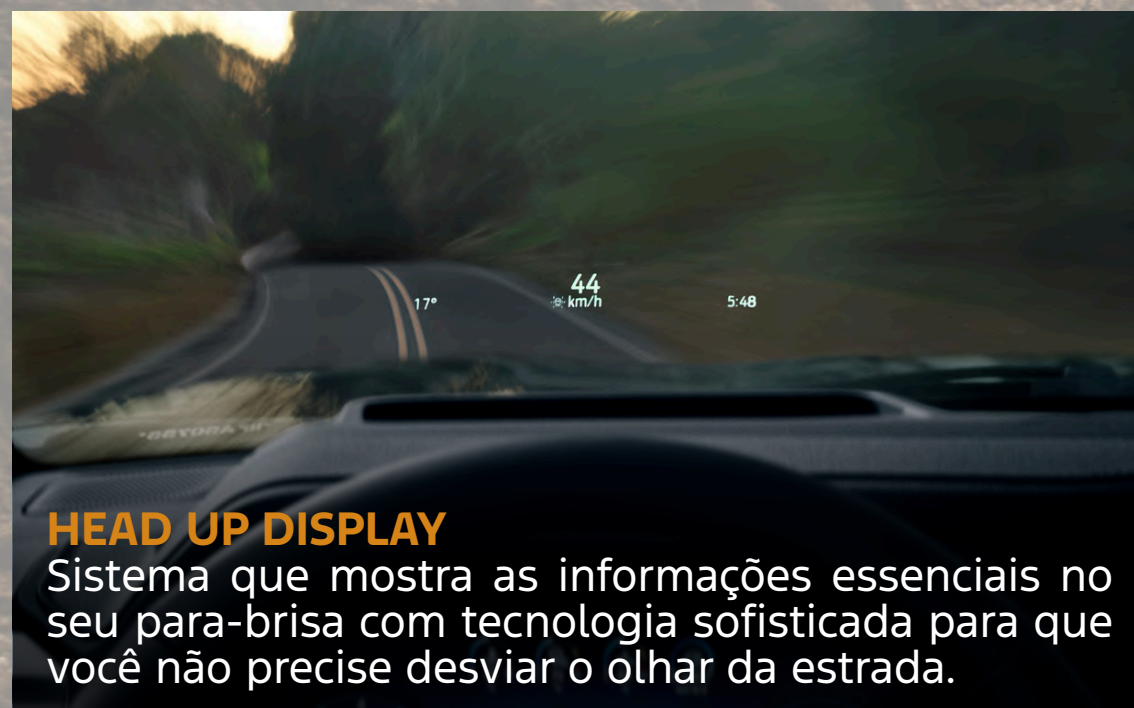 17°
44
km/h
5:48
HEAD UP DISPLAY
Sistema que mostra as informações essenciais no
seu para-brisa com tecnologia sofisticada para que
você não precise desviar o olhar da estrada.